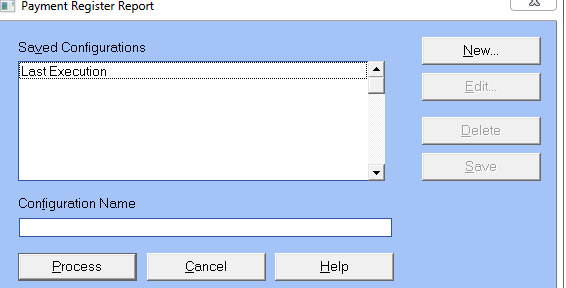 Payment Register Report
Saved Configurations
Last Execution
New...
Edit...
Delete
Save
Configuration Name
Process
Cancel
Help